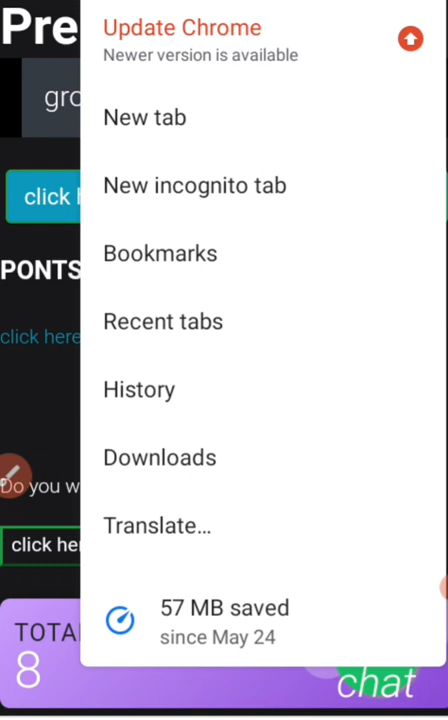 Pre
Update Chrome
Newer version is available
gro
New tab
click h
New incognito tab
Bookmarks
PONTS
Recent tabs
click here
History
Downloads
Do you w
Translate...
click he
57 MB saved
since May 24
TOTA
8
chat